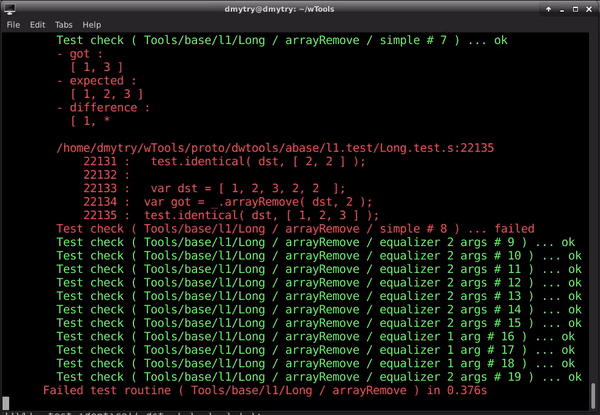 dmytry@dmytry: ~/wTools
File Edit Tabs Help
Test check ( Tools/base/l1/Long / arrayRemove / simple # 7 ) ... ok
- got :
[ 1, 3 ]
- expected :
[ 1, 2, 3 ]
- difference :
[ 1, *
/home/dmytry/wTools/proto/dwtools/abase/l1.test/Long.test.s:22135
22131 : test.identical( dst, [ 2, 2 ] );
22132 :
22133 : var dst = [ 1, 2, 3, 2, 2 ];
22134 : var got = _.arrayRemove( dst, 2 );
22135 : test.identical( dst, [ 1, 2, 3 ] );
Test check ( Tools/base/l1/Long / arrayRemove / simple # 8 ) ... failed
Test check ( Tools/base/l1/Long / arrayRemove / equalizer 2 args # 9 ) ... ok
Test check ( Tools/base/l1/Long / arrayRemove / equalizer 2 args # 10 ) ... ok
Test check ( Tools/base/l1/Long / arrayRemove / equalizer 2 args # 11 ) ... ok
Test check ( Tools/base/l1/Long / arrayRemove / equalizer 2 args # 12 ) ... ok
Test check ( Tools/base/l1/Long / arrayRemove / equalizer 2 args # 13 ) ... ok
Test check ( Tools/base/l1/Long / arrayRemove / equalizer 2 args # 14 ) ... ok
Test check ( Tools/base/l1/Long / arrayRemove / equalizer 2 args # 15 ) ... ok
Test check ( Tools/base/l1/Long / arrayRemove / equalizer 1 arg # 16 ) ... ok
Test check ( Tools/base/l1/Long / arrayRemove / equalizer 1 arg # 17 ) ... ok
Test check ( Tools/base/l1/Long / arrayRemove / equalizer 1 arg # 18 ) ... ok
Test check ( Tools/base/l1/Long / arrayRemove / equalizer 2 args # 19 ) ... ok
Failed test routine ( Tools/base/l1/Long / arrayRemove ) in 0.376s